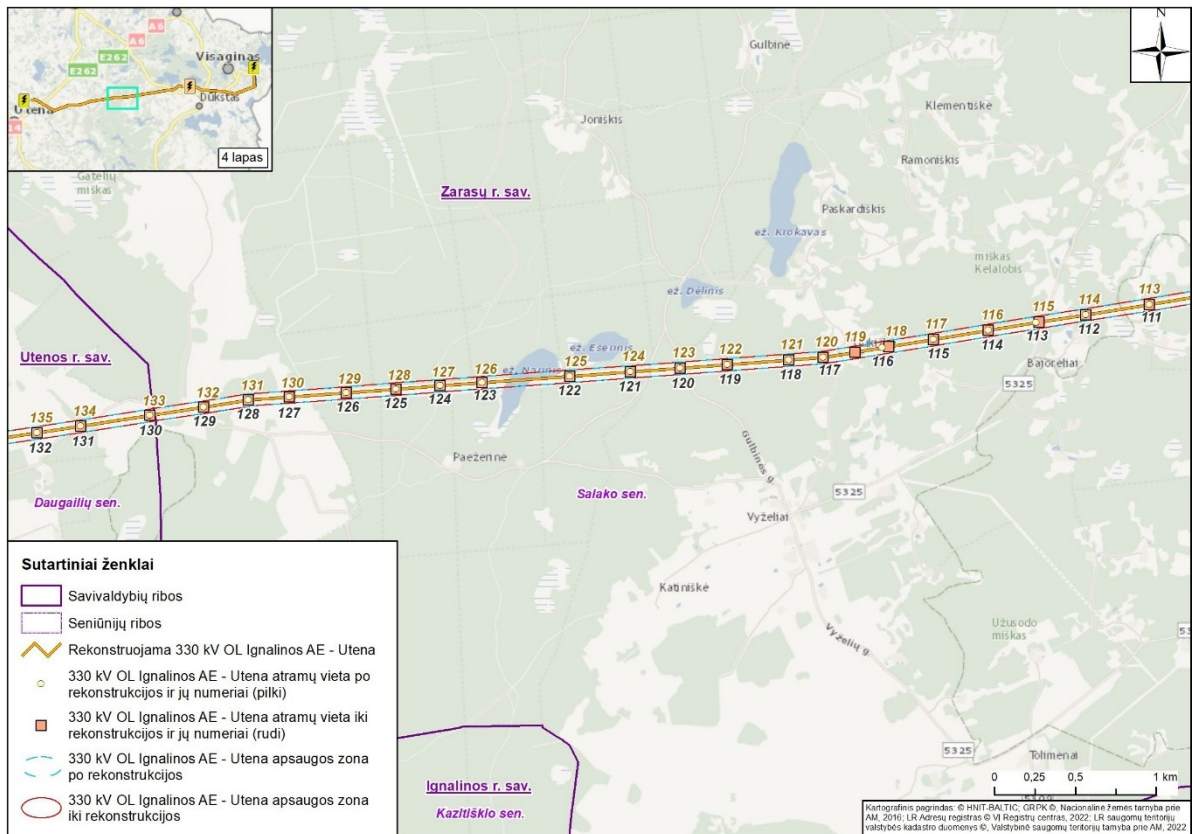 A6
A6
E262
E262
Visaginas
Utena
Dūkštas
4 lapas
N
Gatelių
miškas
Zarasų r. sav.
Gulbinė
Klementiškė
Joniškis
Ramoniškis
Paskardiškis
ež. Krokavas
miškas
Kelalobis
ež. Dėlinis
Utenos r. sav.
ež. Ešerinis
Bajorėliai
5325
135 134 133 132 131 130 129 128 127 126 125 124 123 122 121 120 119 118 117 116 115 114 113
132 131 130 129 128 127 126 125 124 123 122 120 121 119 118 117 116 115 114 113 112 111
Paežerinė
Gulbinės g.
Daugailių sen.
Salako sen.
5325
Vyželiai
Katiniškė
Vyželių g.
Užusodo
miškas
5325
Tolimėnai
Ignalinos r. sav.
Kazitiškio sen.
Sutartiniai ženklai
Savivaldybių ribos
Seniūnijų ribos
Rekonstruojama 330 kV OL Ignalinos AE - Utena
330 kV OL Ignalinos AE - Utena atramų vieta po
rekonstrukcijos ir jų numeriai (pilki)
330 kV OL Ignalinos AE - Utena atramų vieta iki
rekonstrukcijos ir jų numeriai (rudi)
330 kV OL Ignalinos AE - Utena apsaugos zona
po rekonstrukcijos
330 kV OL Ignalinos AE - Utena apsaugos zona
iki rekonstrukcijos
0 0,25 0,5 1 km
Kartografinis pagrindas: © HNIT-BALTIC; GRPK ©, Nacionalinė žemės tarnyba prie
AM, 2016; LR Adresų registras © VĮ Registrų centras, 2022; LR saugomų teritorijų
valstybės kadastro duomenys ©, Valstybinė saugomų teritorijų tarnyba prie AM, 2022